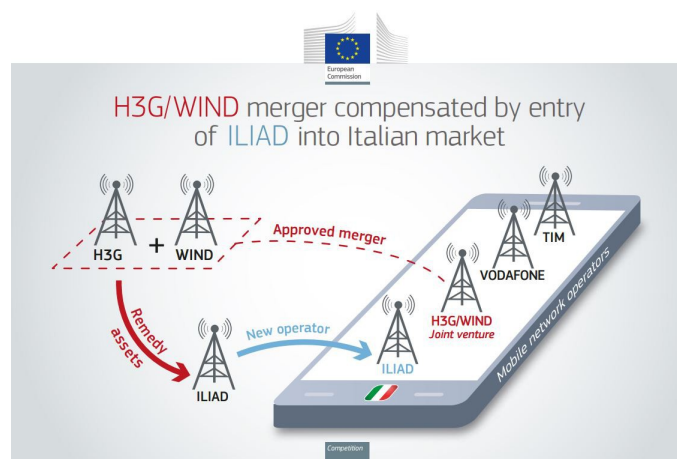 European
Commission
H3G/WIND merger compensated by entry
of ILIAD into Italian market
H3G
+
WIND
Approved merger
TIM
VODAFONE
H3G/WIND
Joint venture
Remedy
assets
New operator
ILIAD
ILIAD
Mobile network operators
Competition